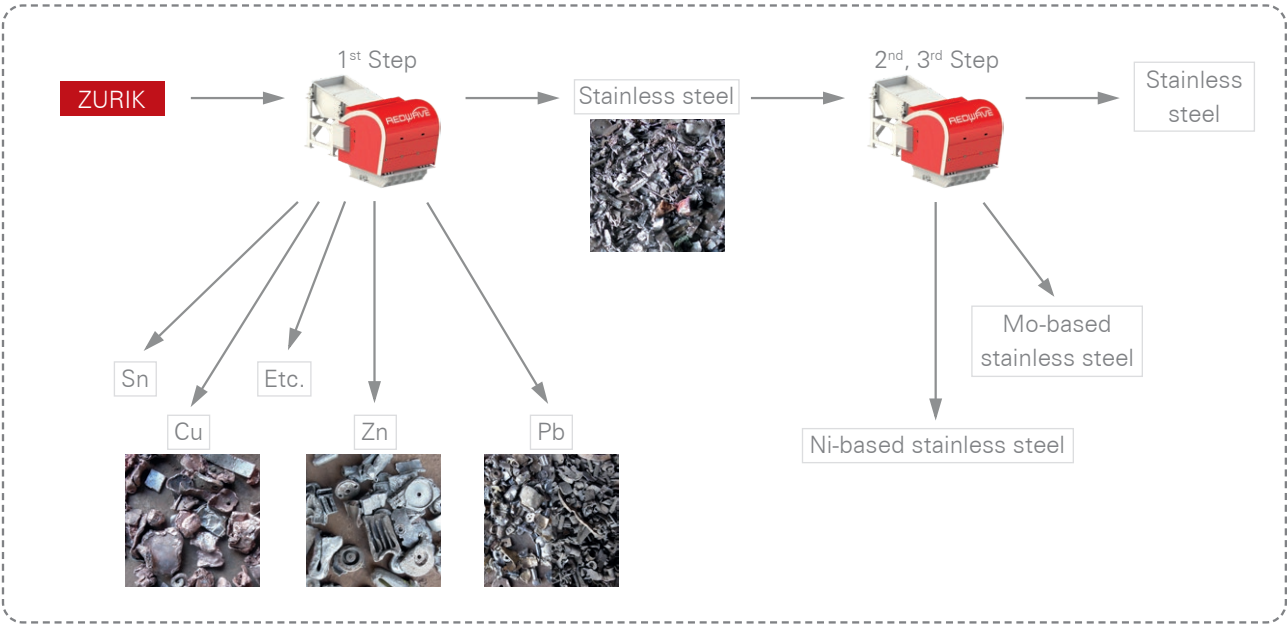 1st Step
2nd, 3rd Step
ZURIK
REDWAVE
Stainless steel
REDWAVE
Stainless
steel
Mo-based
stainless steel
Sn
Etc.
Cu
Zn
Pb
Ni-based stainless steel